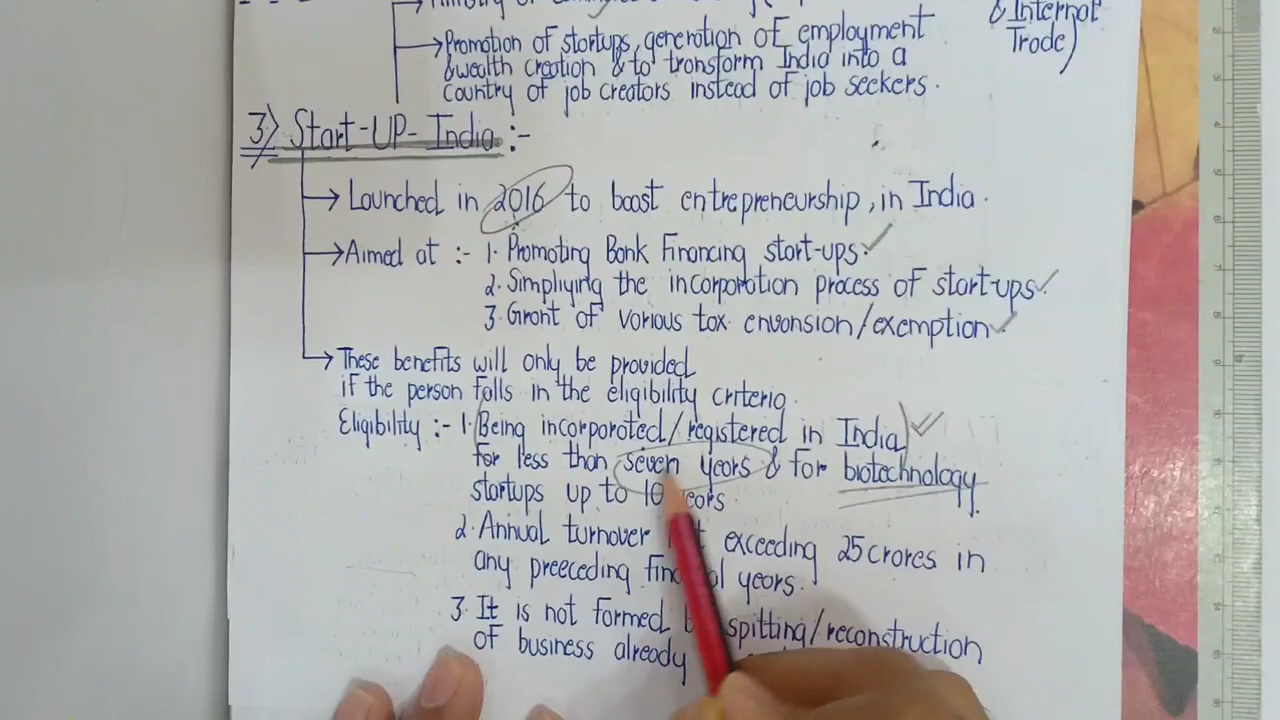 & Internal
Trade)
Promotion of startups, generation of employment
& wealth creation & to transform India into a
country of job creators instead of job seekers.
3) Start-UP-India :-
Launched in 2016 to boost entrepreneurship, in India.
Aimed at :- 1. Promoting Bank Financing start-ups.
2. Simpliying the incorporation process of start-ups.
3. Grant of various tax envonsion/exemption
These benefits will only be provided
if the person falls in the eligibility criteria.
Eligibility :- 1. Being incorporated/registered in India
for less than seven years & for biotechnology
startups up to 10 years.
2. Annual turnover exceeding 25 crores in
any preeceding years.
3. It is not formed spitting/reconstruction
of business already